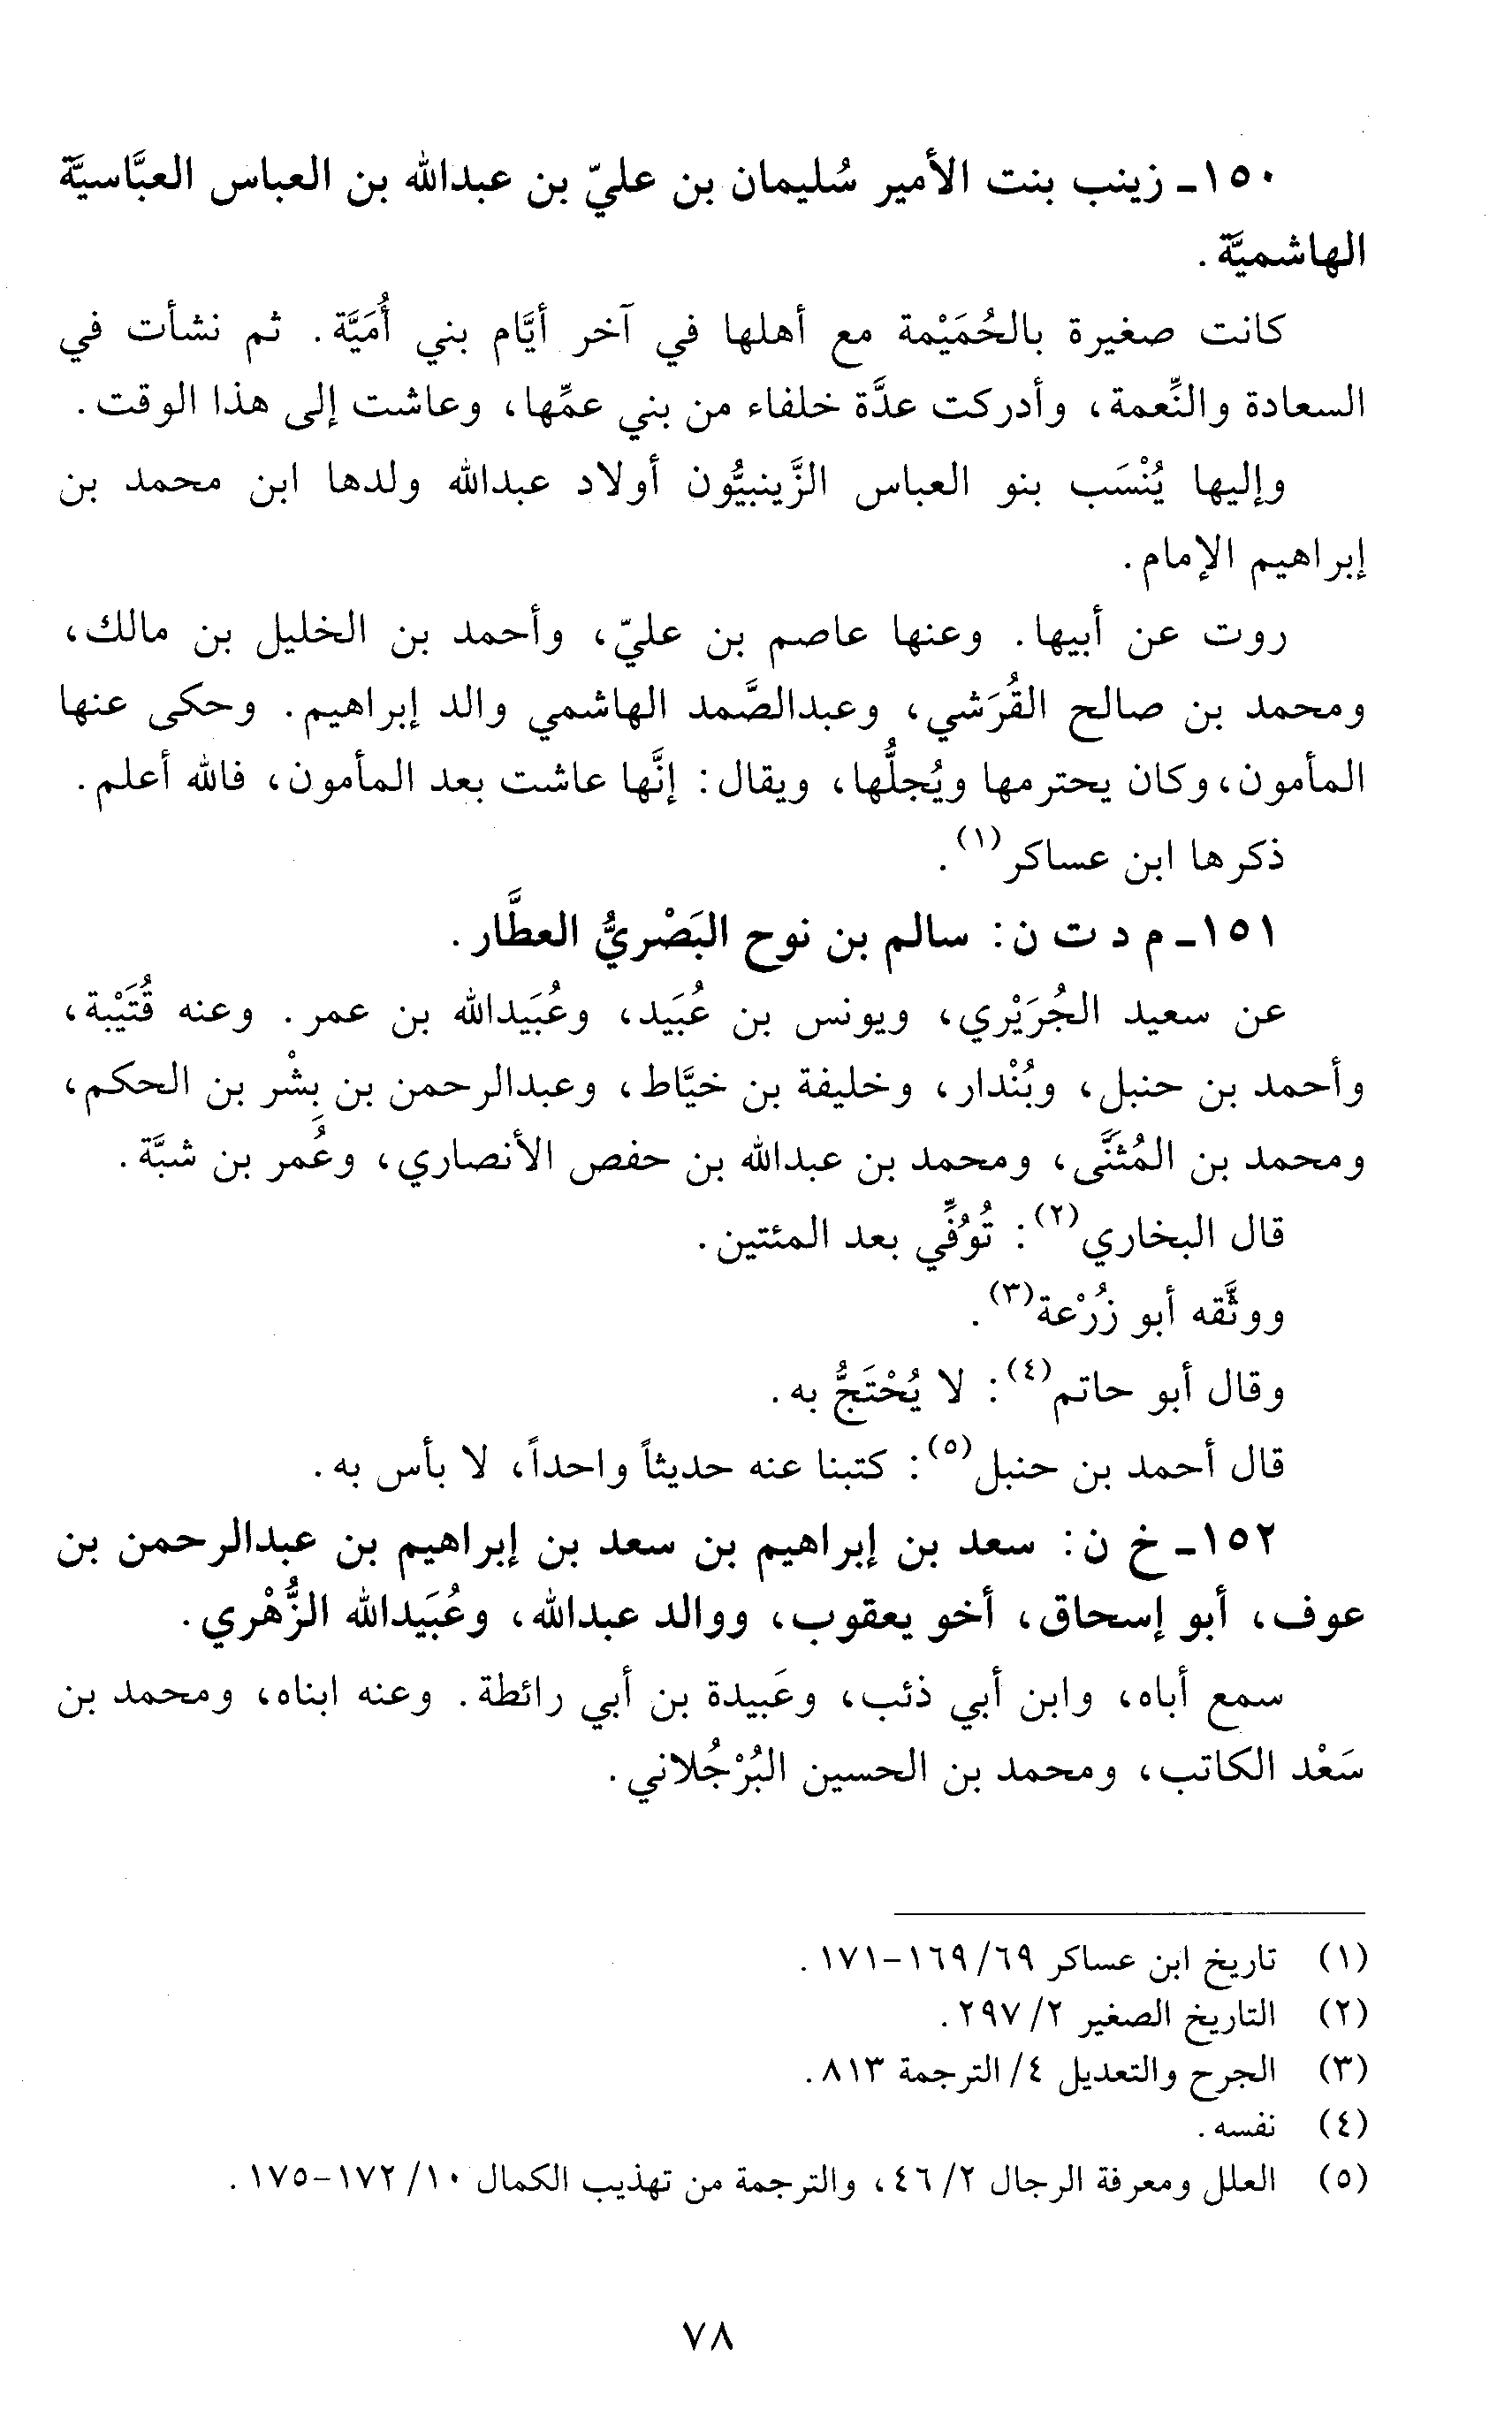 ١٥٠ـ زينب بنت الأمير سُليمان بن عليّ بن عبدالله بن العباس العبَّاسيَّة
الهاشميَّة.
كانت صغيرة بالحُمَيْمة مع أهلها في آخر أيَّام بني أُمَيَّة. ثم نشأت في
السعادة والنِّعمة، وأدركت عدَّة خلفاء من بني عمِّها، وعاشت إلى هذا الوقت.
وإليها يُنْسَب بنو العباس الزَّينبيُّون أولاد عبدالله ولدها ابن محمد بن
إبراهيم الإمام.
روت عن أبيها. وعنها عاصم بن عليّ، وأحمد بن الخليل بن مالك،
ومحمد بن صالح القُرَشي، وعبدالصَّمد الهاشمي والد إبراهيم. وحكى عنها
المأمون، وكان يحترمها ويُجلُّها، ويقال: إنَّها عاشت بعد المأمون، فالله أعلم.
ذكرها ابن عساكر(١).
١٥١ـ م د ت ن: سالم بن نوح البَصْريُّ العطَّار.
عن سعيد الجُرَيْري، ويونس بن عُبَيد، وعُبَيدالله بن عمر. وعنه قُتَيْبة،
وأحمد بن حنبل، وبُنْدار، وخليفة بن خيَّاط، وعبدالرحمن بن بِشْر بن الحكم،
ومحمد بن المُثَنَّى، ومحمد بن عبدالله بن حفص الأنصاري، وعُمر بن شبَّة.
قال البخاري(٢): تُوُفِّي بعد المئتين.
ووثَّقه أبو زُرْعة(٣).
وقال أبو حاتم(٤): لا يُحْتَجُّ به.
قال أحمد بن حنبل(٥): كتبنا عنه حديثاً واحداً، لا بأس به.
١٥٢ـ خ ن: سعد بن إبراهيم بن سعد بن إبراهيم بن عبدالرحمن بن
عوف، أبو إسحاق، أخو يعقوب، ووالد عبدالله، وعُبَيدالله الزُّهْري.
سمع أباه، وابن أبي ذئب، وعَبيدة بن أبي رائطة. وعنه ابناه، ومحمد بن
سَعْد الكاتب، ومحمد بن الحسين البُرْجُلاني.
(١) تاريخ ابن عساكر ٦٩/ ١٦٩-١٧١.
(٢) التاريخ الصغير ٢/ ٢٩٧.
(٣) الجرح والتعديل ٤/ الترجمة ٨١٣.
(٤) نفسه.
(٥) العلل ومعرفة الرجال ٢/ ٤٦، والترجمة من تهذيب الكمال ١٠/ ١٧٢-١٧٥.
٧٨